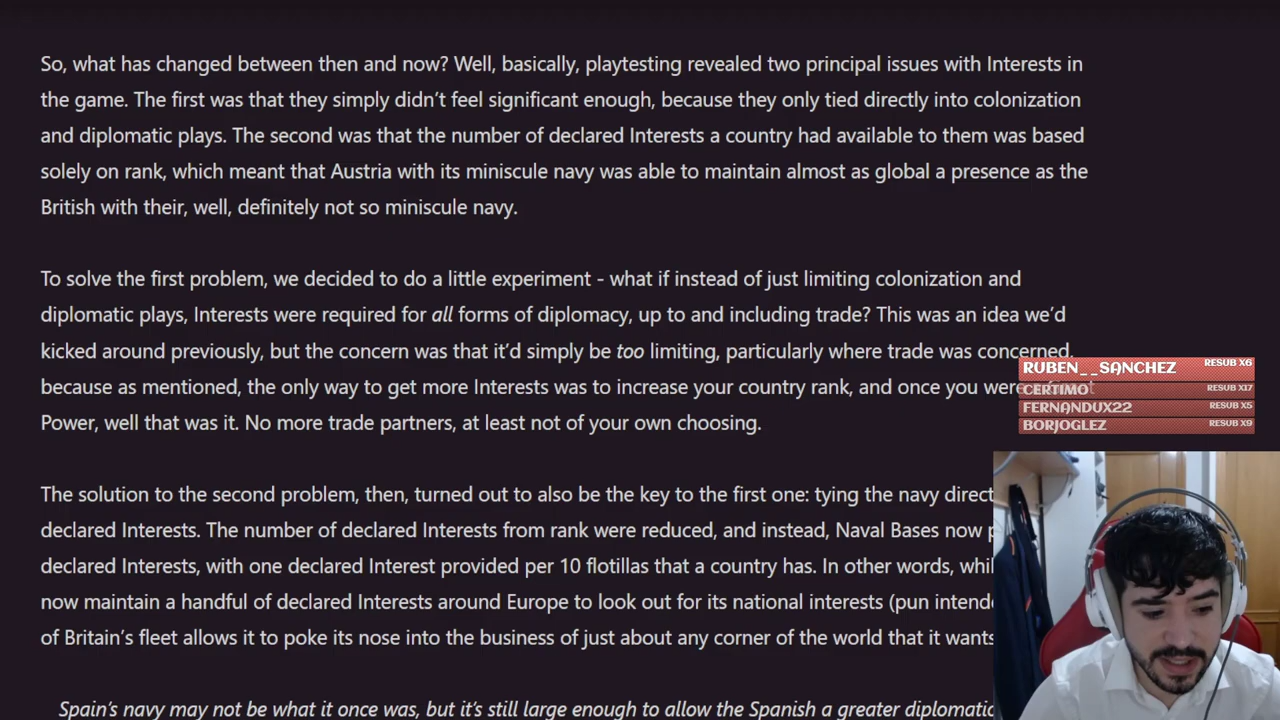 So, what has changed between then and now? Well, basically, playtesting revealed two principal issues with Interests in
the game. The first was that they simply didn’t feel significant enough, because they only tied directly into colonization
and diplomatic plays. The second was that the number of declared Interests a country had available to them was based
solely on rank, which meant that Austria with its miniscule navy was able to maintain almost as global a presence as the
British with their, well, definitely not so miniscule navy.
To solve the first problem, we decided to do a little experiment - what if instead of just limiting colonization and
diplomatic plays, Interests were required for all forms of diplomacy, up to and including trade? This was an idea we’d
kicked around previously, but the concern was that it’d simply be too limiting, particularly where trade was concerned,
because as mentioned, the only way to get more Interests was to increase your country rank, and once you were
Power, well that was it. No more trade partners, at least not of your own choosing.
RUBEN__SANCHEZ RESUB X6
CERTIMO RESUB X17
FERNANDUX22 RESUB X5
BORJOGLEZ RESUB X9
The solution to the second problem, then, turned out to also be the key to the first one: tying the navy direct
declared Interests. The number of declared Interests from rank were reduced, and instead, Naval Bases now
declared Interests, with one declared Interest provided per 10 flotillas that a country has. In other words,
now maintain a handful of declared Interests around Europe to look out for its national interests (pun
of Britain’s fleet allows it to poke its nose into the business of just about any corner of the world that it wants
Spain’s navy may not be what it once was, but it’s still large enough to allow the Spanish a greater